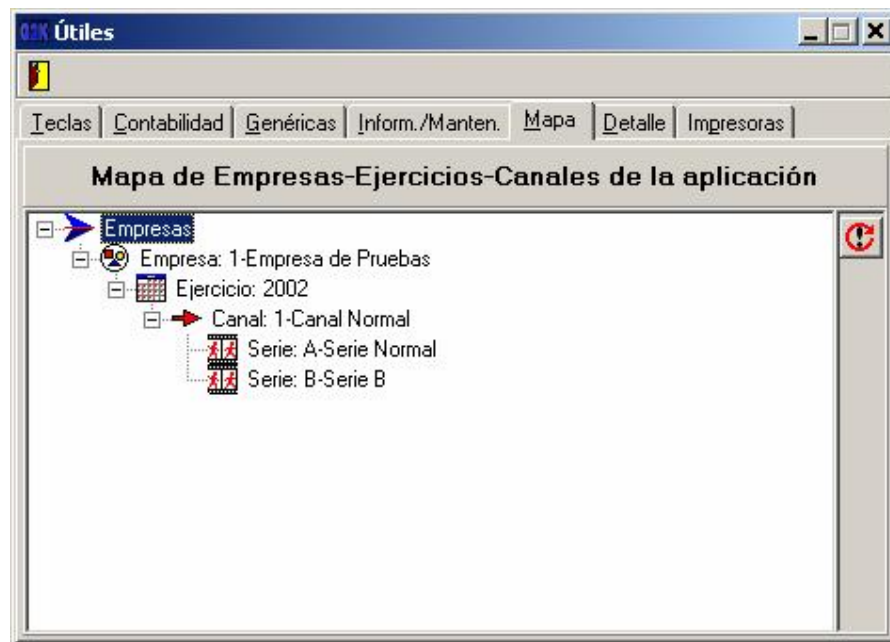 G2K Útiles
Teclas Contabilidad Genéricas Inform./Manten. Mapa Detalle Impresoras
Mapa de Empresas-Ejercicios-Canales de la aplicación
Empresas
Empresa: 1-Empresa de Pruebas
Ejercicio: 2002
Canal: 1-Canal Normal
Serie: A-Serie Normal
Serie: B-Serie B